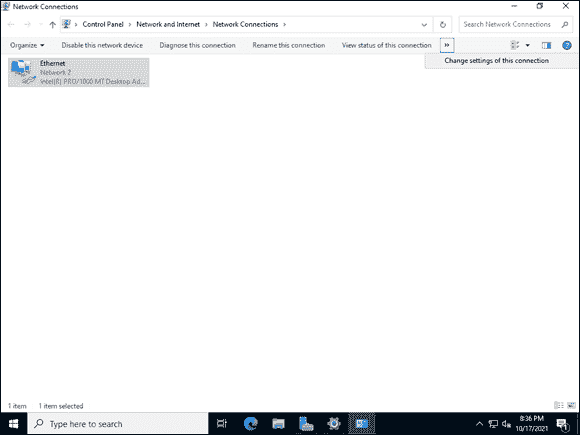 Network Connections
Control Panel > Network and Internet > Network Connections >
Search Network Connections
Organize
Disable this network device
Diagnose this connection
Rename this connection
View status of this connection
»
Change settings of this connection
Ethernet
Network 2
Intel(R) PRO/1000 MT Desktop Ad...
1 item
1 item selected
Type here to search
8:36 PM
10/17/2021
1